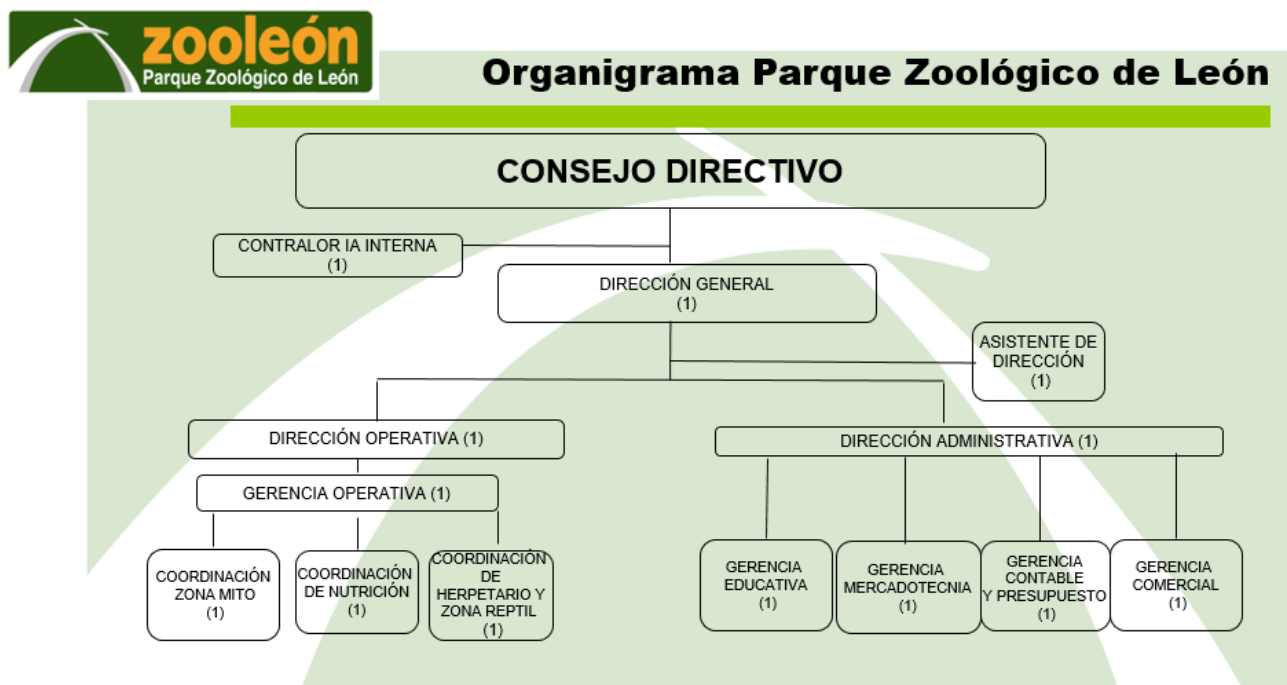 zooleón
Parque Zoológico de León
Organigrama Parque Zoológico de León
CONSEJO DIRECTIVO
CONTRALOR IA INTERNA
(1)
DIRECCIÓN GENERAL
(1)
ASISTENTE DE
DIRECCIÓN
(1)
DIRECCIÓN OPERATIVA (1)
DIRECCIÓN ADMINISTRATIVA (1)
GERENCIA OPERATIVA (1)
COORDINACIÓN
ZONA MITO
(1)
COORDINACIÓN
DE NUTRICIÓN
(1)
COORDINACIÓN
DE
HERPETARIO Y
ZONA REPTIL
(1)
GERENCIA
EDUCATIVA
(1)
GERENCIA
MERCADOTECNIA
(1)
GERENCIA
CONTABLE
Y PRESUPUESTO
(1)
GERENCIA
COMERCIAL
(1)